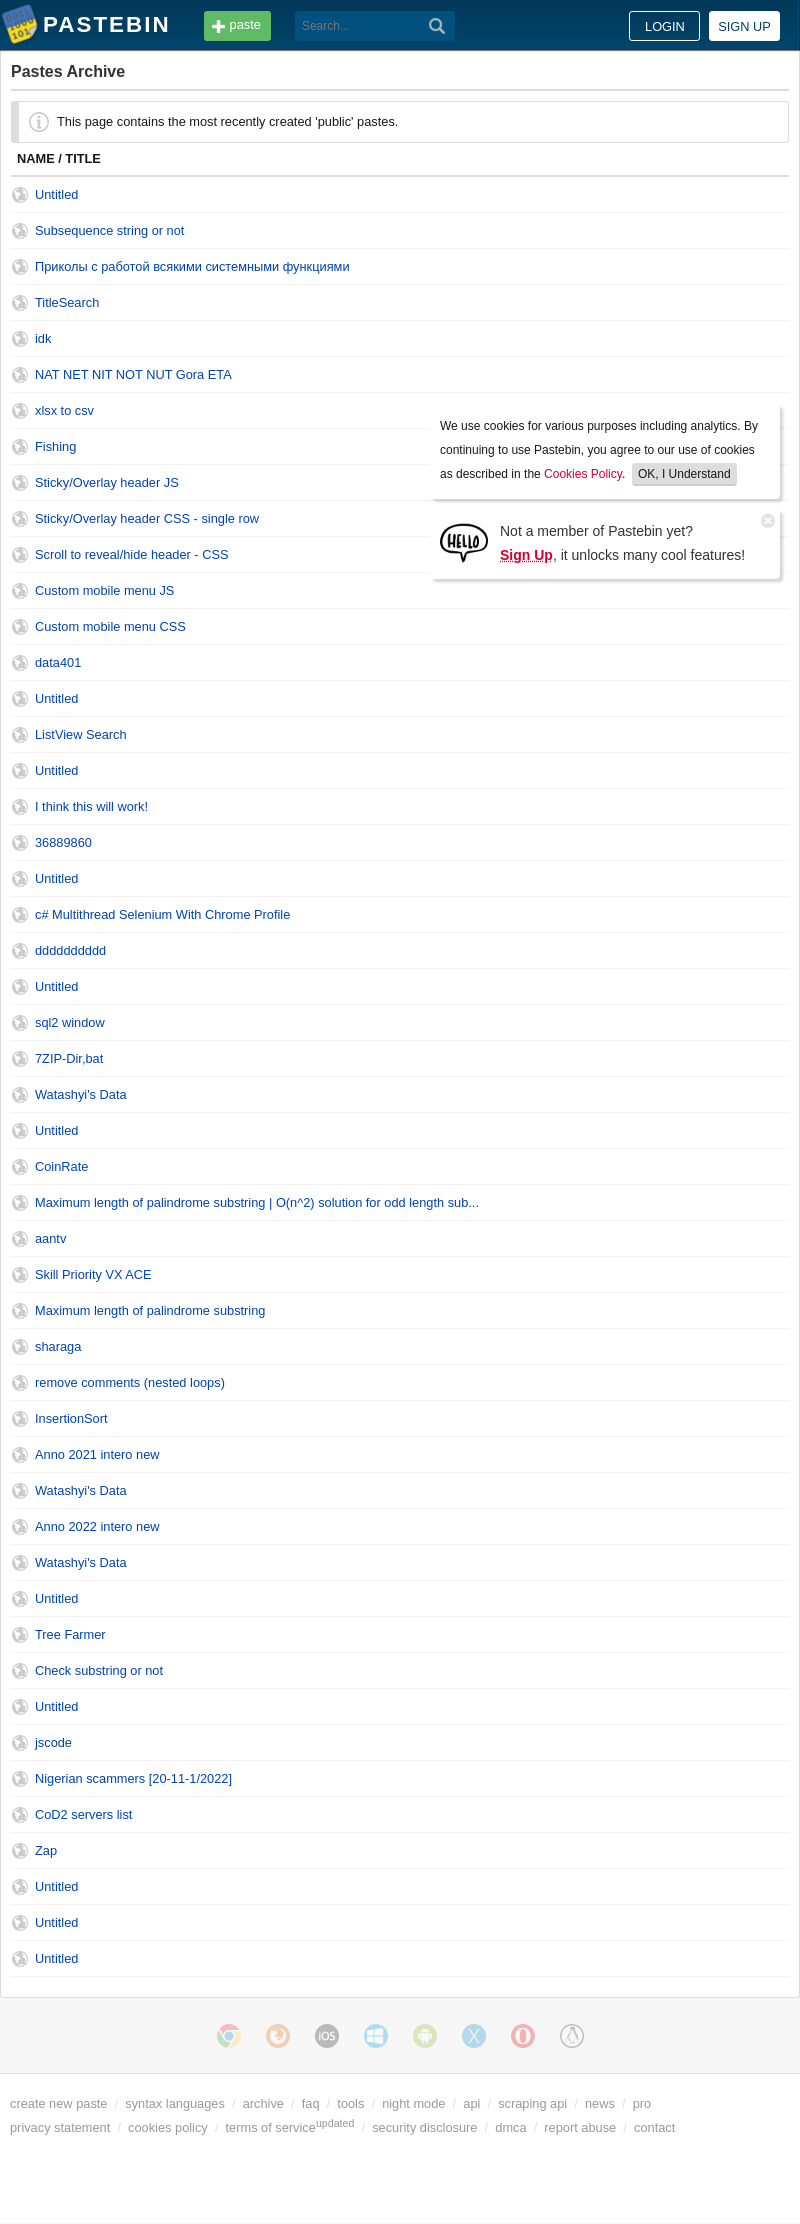 PASTEBIN paste Search... LOGIN SIGN UP
Pastes Archive
This page contains the most recently created 'public' pastes.
NAME / TITLE
Untitled
Subsequence string or not
Приколы с работой всякими системными функциями
TitleSearch
idk
NAT NET NIT NOT NUT Gora ETA
xlsx to csv
Fishing
Sticky/Overlay header JS
Sticky/Overlay header CSS - single row
Scroll to reveal/hide header - CSS
We use cookies for various purposes including analytics. By
continuing to use Pastebin, you agree to our use of cookies
as described in the Cookies Policy. OK, I Understand
HELLO
Not a member of Pastebin yet?
Sign Up, it unlocks many cool features!
Custom mobile menu JS
Custom mobile menu CSS
data401
Untitled
ListView Search
Untitled
I think this will work!
36889860
Untitled
c# Multithread Selenium With Chrome Profile
dddddddddd
Untitled
sql2 window
7ZIP-Dir,bat
Watashyi's Data
Untitled
CoinRate
Maximum length of palindrome substring | O(n^2) solution for odd length sub...
aantv
Skill Priority VX ACE
Maximum length of palindrome substring
sharaga
remove comments (nested loops)
InsertionSort
Anno 2021 intero new
Watashyi's Data
Anno 2022 intero new
Watashyi's Data
Untitled
Tree Farmer
Check substring or not
Untitled
jscode
Nigerian scammers [20-11-1/2022]
CoD2 servers list
Zap
Untitled
Untitled
Untitled
iOS X
create new paste / syntax languages / archive / faq / tools / night mode / api / scraping api / news / pro
privacy statement / cookies policy / terms of serviceupdated / security disclosure / dmca / report abuse / contact